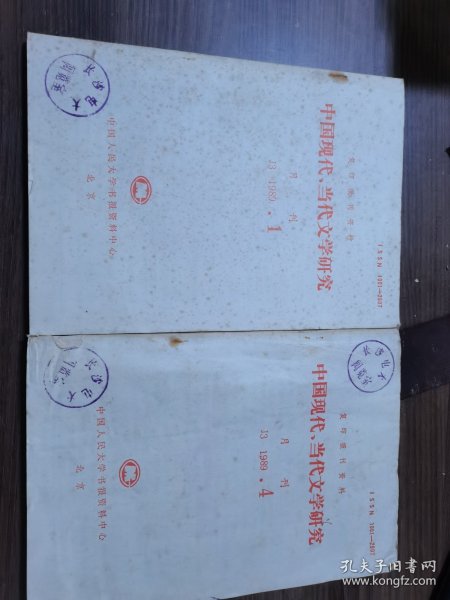 ISSN 1001—2907
复印报刊资料
中国现代、当代文学研究
月刊
J3 1989.1
中国人民大学书报资料中心
北京
ISSN 1001—2907
复印报刊资料
中国现代、当代文学研究
月刊
J3 1989.4
中国人民大学书报资料中心
北京
孔夫子旧书网
www.kongfz.com